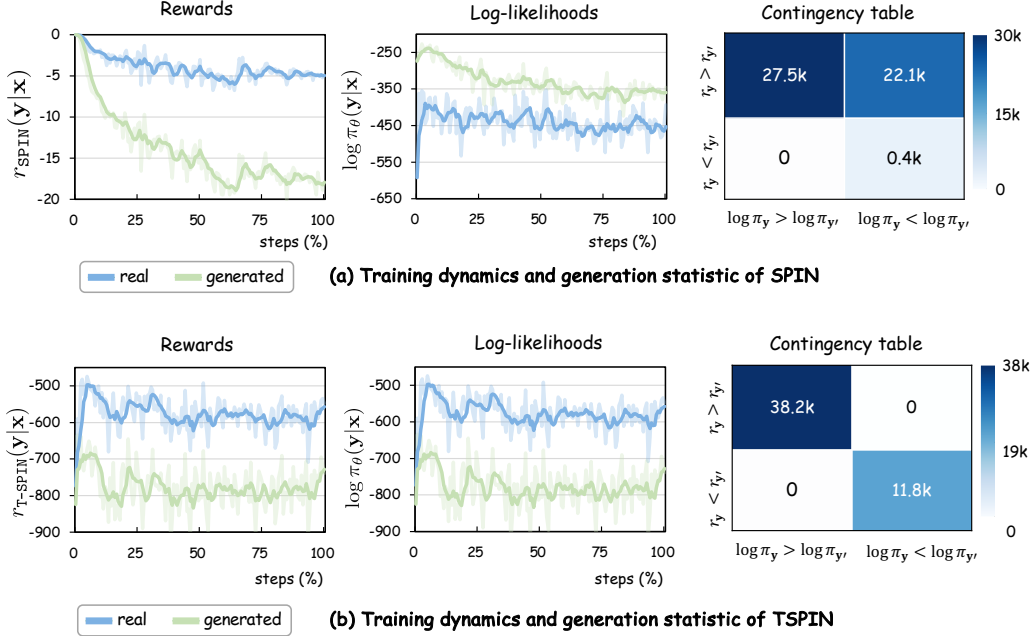 Rewards
Log-likelihoods
Contingency table
r_SPIN(y|x)
0
-5
-10
-15
-20
0 25 50 75 100
steps (%)
log π_θ(y|x)
-250
-350
-450
-550
-650
0 25 50 75 100
steps (%)
r_y > r_y′
r_y < r_y′
27.5k 22.1k
0 0.4k
log π_y > log π_y′ log π_y < log π_y′
30k
15k
0
real generated
(a) Training dynamics and generation statistic of SPIN
Rewards
Log-likelihoods
Contingency table
r_T-SPIN(y|x)
-500
-600
-700
-800
-900
0 25 50 75 100
steps (%)
log π_θ(y|x)
-500
-600
-700
-800
-900
0 25 50 75 100
steps (%)
r_y > r_y′
r_y < r_y′
38.2k 0
0 11.8k
log π_y > log π_y′ log π_y < log π_y′
38k
19k
0
real generated
(b) Training dynamics and generation statistic of TSPIN